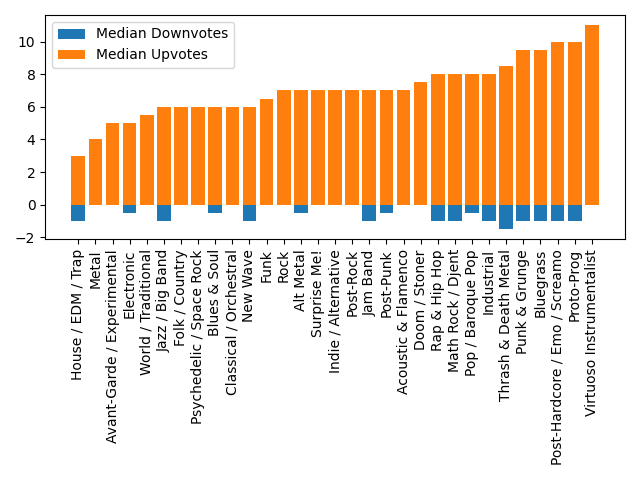 Median Downvotes
Median Upvotes
10
8
6
4
2
0
−2
House / EDM / Trap
Metal
Avant-Garde / Experimental
Electronic
World / Traditional
Jazz / Big Band
Folk / Country
Psychedelic / Space Rock
Blues & Soul
Classical / Orchestral
New Wave
Funk
Rock
Alt Metal
Surprise Me!
Indie / Alternative
Post-Rock
Jam Band
Post-Punk
Acoustic & Flamenco
Doom / Stoner
Rap & Hip Hop
Math Rock / Djent
Pop / Baroque Pop
Industrial
Thrash & Death Metal
Punk & Grunge
Bluegrass
Post-Hardcore / Emo / Screamo
Proto-Prog
Virtuoso Instrumentalist